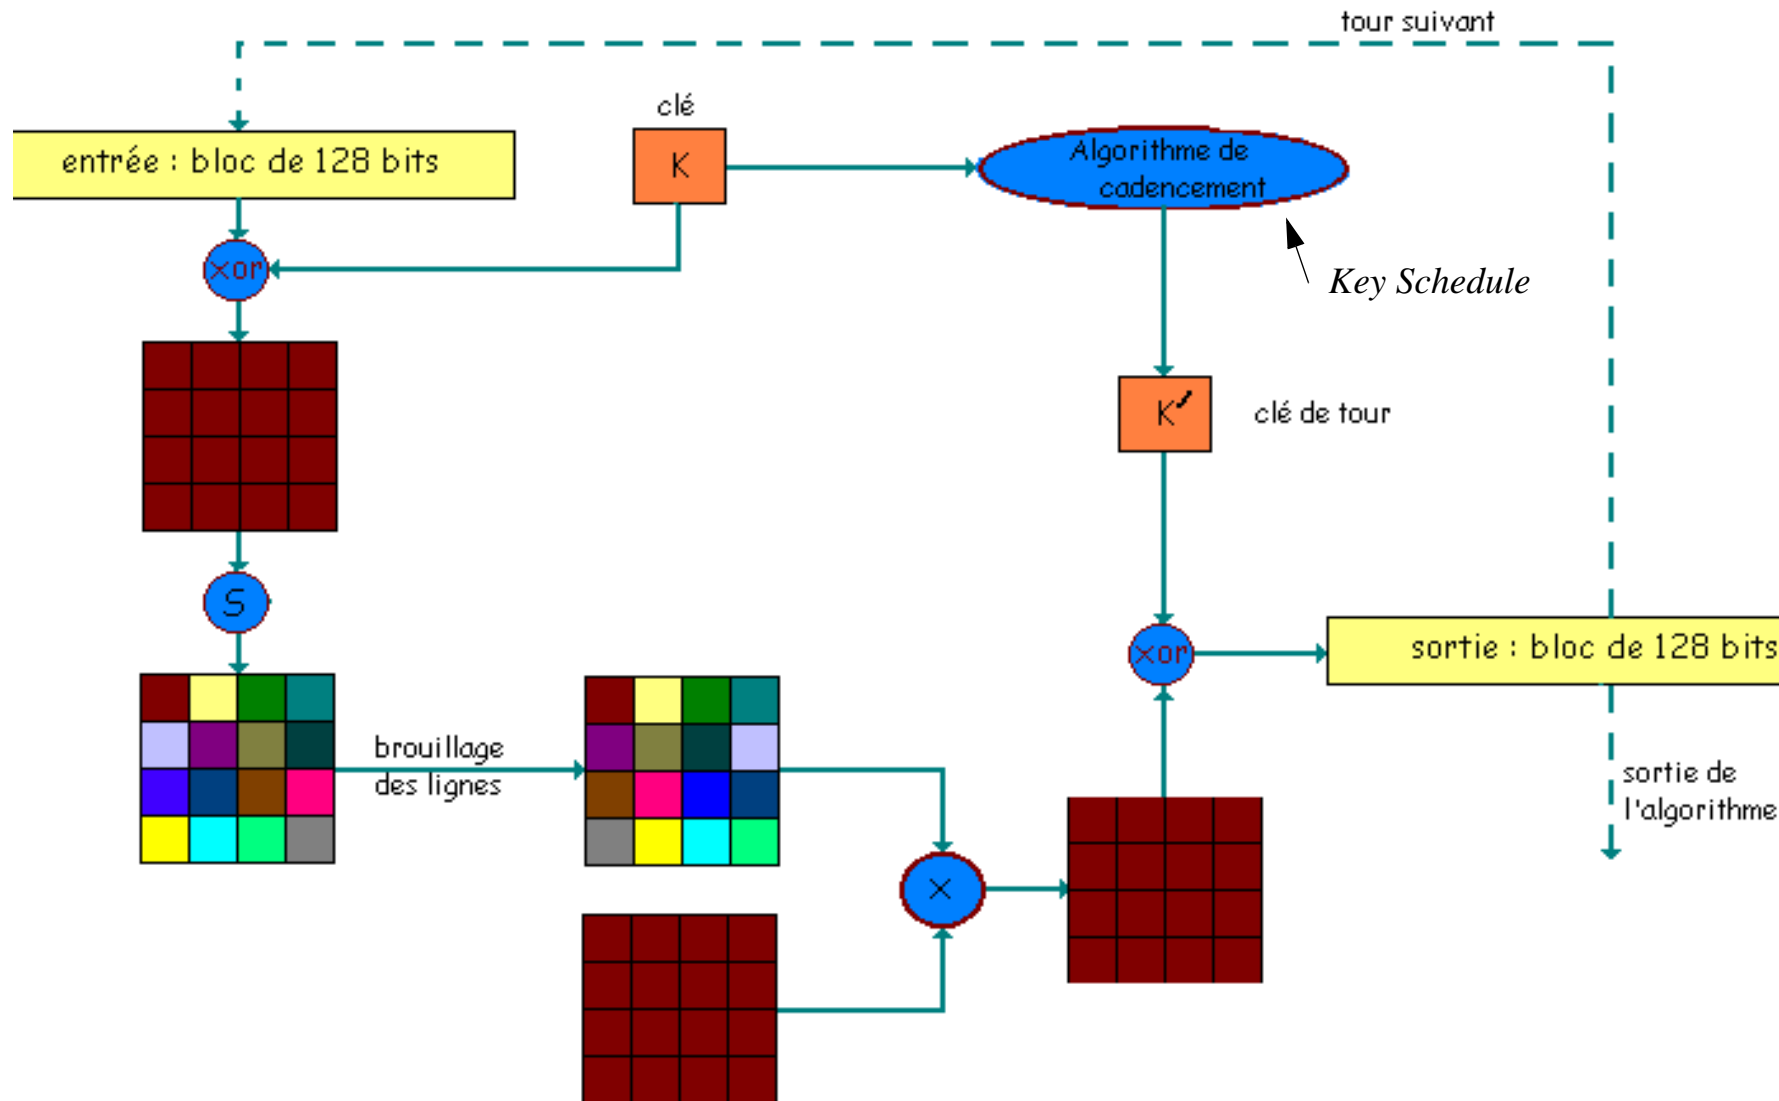 tour suivant
clé
entrée : bloc de 128 bits
K
Algorithme de
cadencement
xor
Key Schedule
K'
clé de tour
S
xor
sortie : bloc de 128 bits
brouillage
des lignes
sortie de
l'algorithme
×